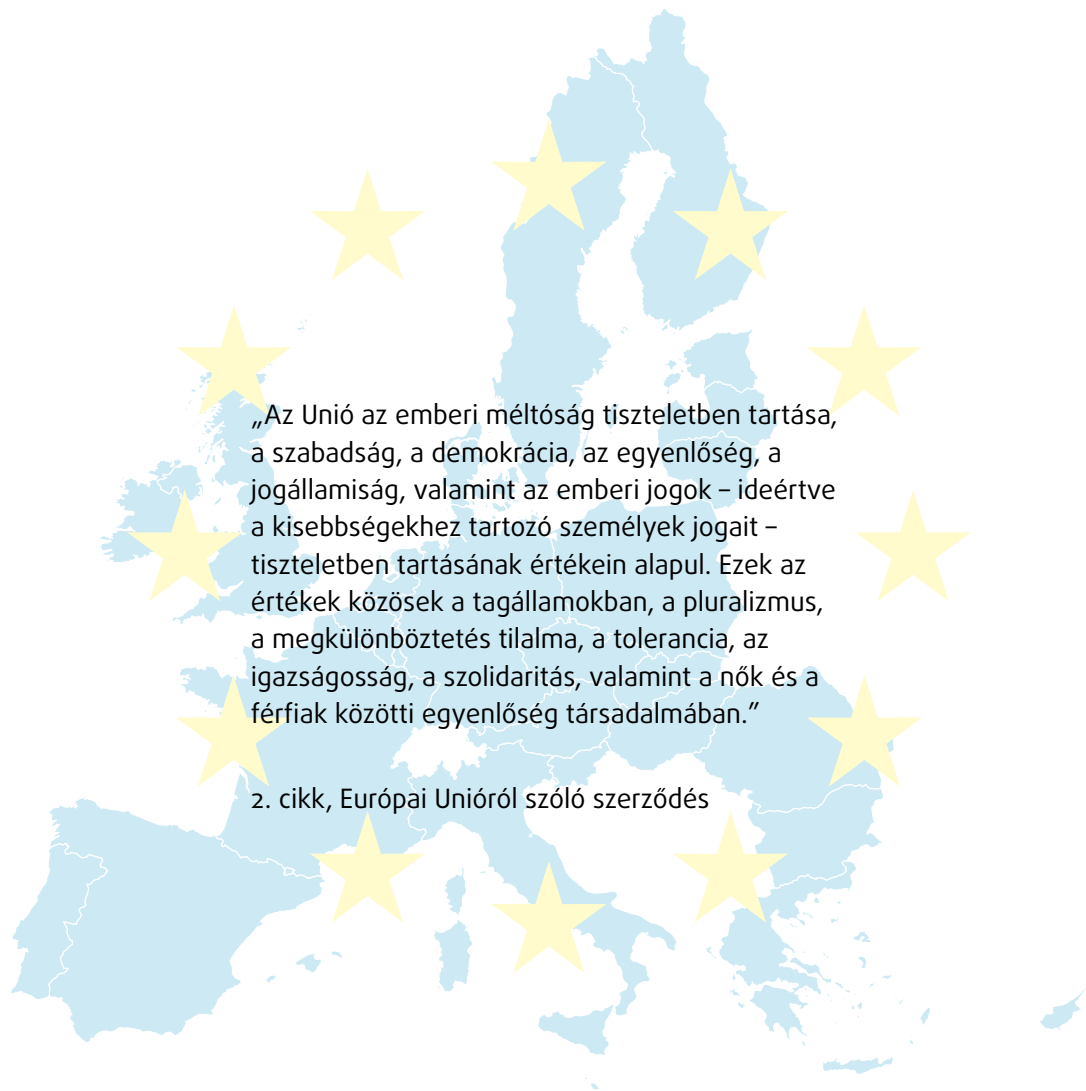 „Az Unió az emberi méltóság tiszteletben tartása,
a szabadság, a demokrácia, az egyenlőség, a
jogállamiság, valamint az emberi jogok – ideértve
a kisebbségekhez tartozó személyek jogait –
tiszteletben tartásának értékein alapul. Ezek az
értékek közösek a tagállamokban, a pluralizmus,
a megkülönböztetés tilalma, a tolerancia, az
igazságosság, a szolidaritás, valamint a nők és a
férfiak közötti egyenlőség társadalmában.”
2. cikk, Európai Unióról szóló szerződés